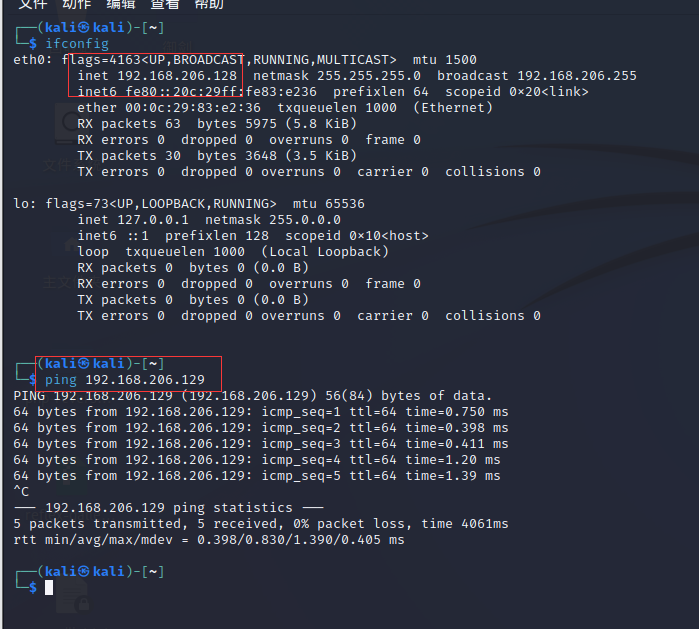 文件 动作 编辑 查看 帮助
┌──(kali㉿kali)-[~]
└─$ ifconfig
eth0: flags=4163<UP,BROADCAST,RUNNING,MULTICAST>  mtu 1500
        inet 192.168.206.128  netmask 255.255.255.0  broadcast 192.168.206.255
        inet6 fe80::20c:29ff:fe83:e236  prefixlen 64  scopeid 0×20<link>
        ether 00:0c:29:83:e2:36  txqueuelen 1000  (Ethernet)
        RX packets 63  bytes 5975 (5.8 KiB)
        RX errors 0  dropped 0  overruns 0  frame 0
        TX packets 30  bytes 3648 (3.5 KiB)
        TX errors 0  dropped 0 overruns 0  carrier 0  collisions 0
lo: flags=73<UP,LOOPBACK,RUNNING>  mtu 65536
        inet 127.0.0.1  netmask 255.0.0.0
        inet6 ::1  prefixlen 128  scopeid 0×10<host>
        loop  txqueuelen 1000  (Local Loopback)
        RX packets 0  bytes 0 (0.0 B)
        RX errors 0  dropped 0  overruns 0  frame 0
        TX packets 0  bytes 0 (0.0 B)
        TX errors 0  dropped 0 overruns 0  carrier 0  collisions 0
┌──(kali㉿kali)-[~]
└─$ ping 192.168.206.129
PING 192.168.206.129 (192.168.206.129) 56(84) bytes of data.
64 bytes from 192.168.206.129: icmp_seq=1 ttl=64 time=0.750 ms
64 bytes from 192.168.206.129: icmp_seq=2 ttl=64 time=0.398 ms
64 bytes from 192.168.206.129: icmp_seq=3 ttl=64 time=0.411 ms
64 bytes from 192.168.206.129: icmp_seq=4 ttl=64 time=1.20 ms
64 bytes from 192.168.206.129: icmp_seq=5 ttl=64 time=1.39 ms
^C
--- 192.168.206.129 ping statistics ---
5 packets transmitted, 5 received, 0% packet loss, time 4061ms
rtt min/avg/max/mdev = 0.398/0.830/1.390/0.405 ms
┌──(kali㉿kali)-[~]
└─$